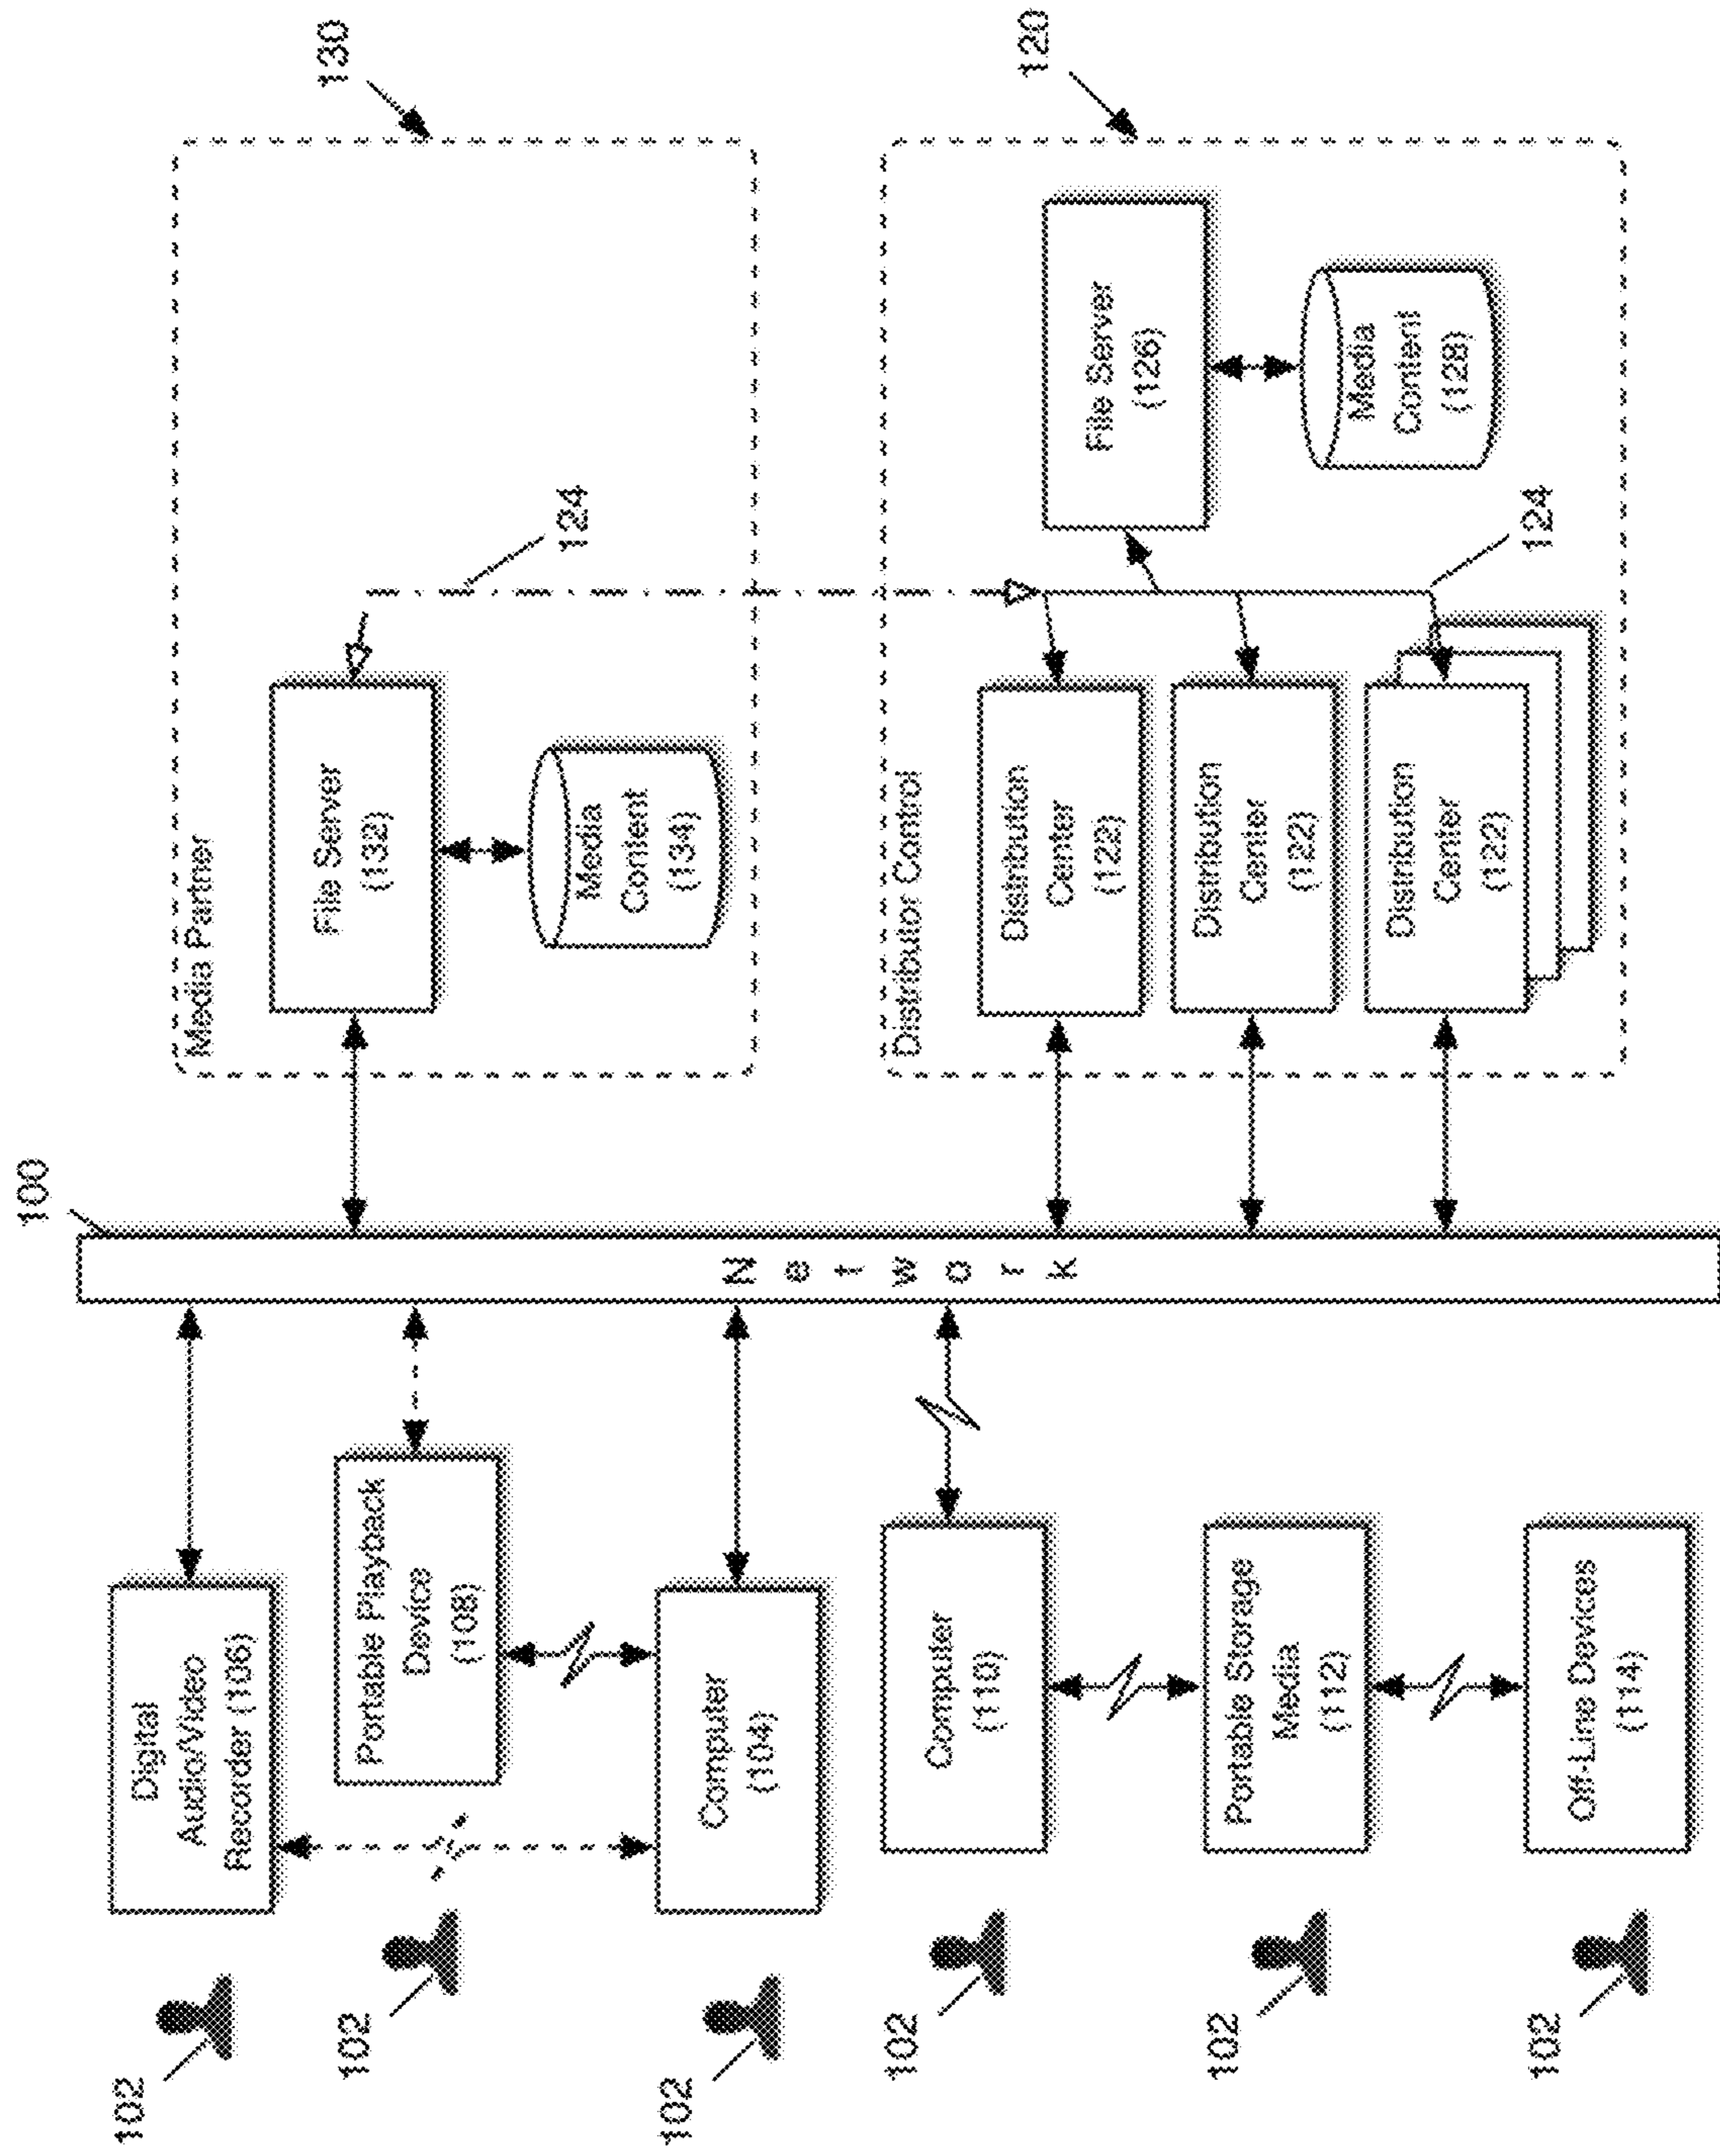 102
Digital
Audio/Video
Recorder (106)
102
Portable Playback
Device
(108)
102
Computer
(104)
102
Computer
(110)
102
Portable Storage
Media
(112)
102
Off-Line Devices
(114)
100
Network
130
Media Partner
File Server
(132)
Media
Content
(134)
124
120
Distributor Control
Distribution
Center
(122)
Distribution
Center
(122)
Distribution
Center
(122)
File Server
(126)
Media
Content
(128)
124